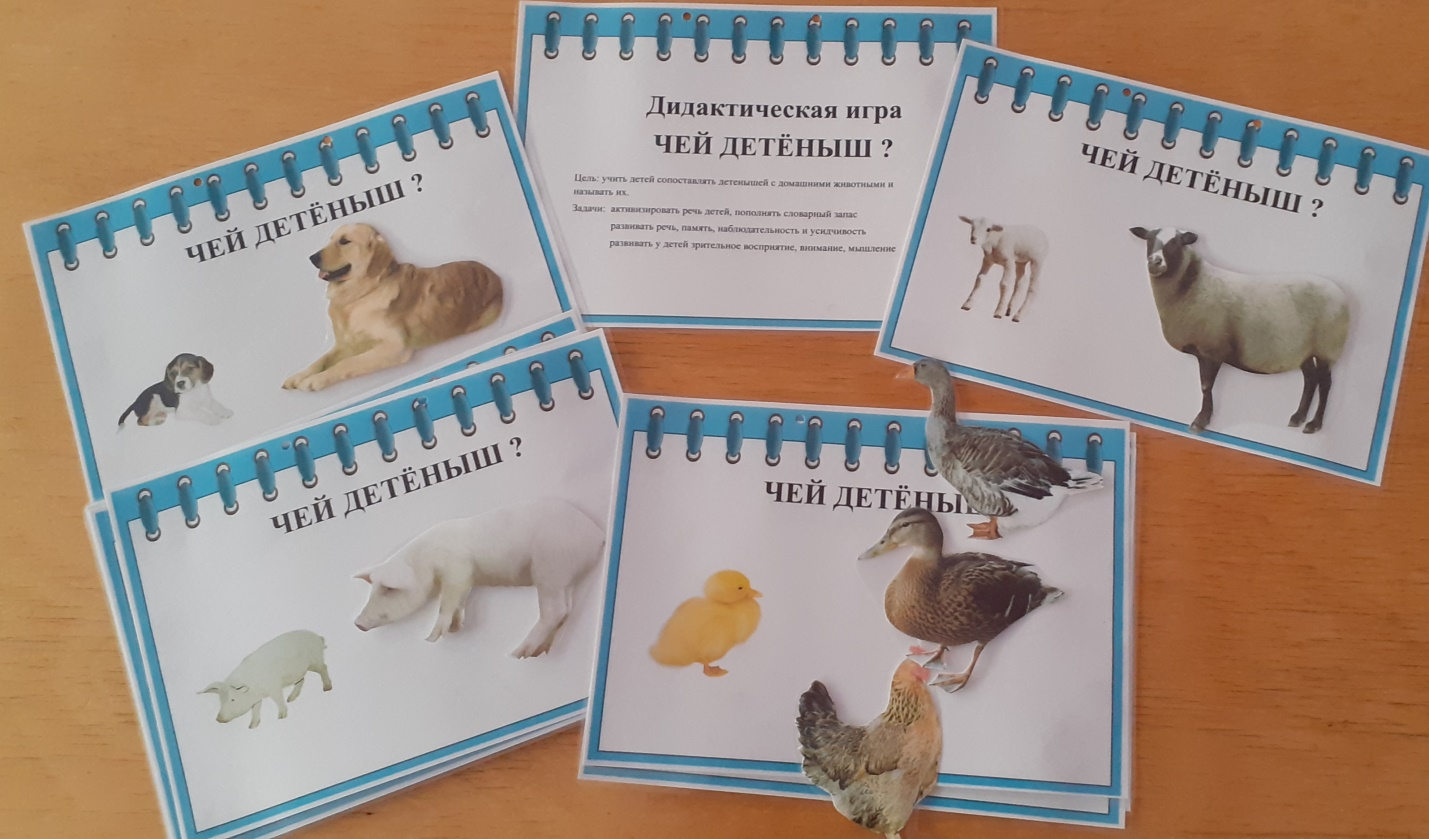 Дидактическая игра
ЧЕЙ ДЕТЁНЫШ ?
Цель: учить детей сопоставлять детенышей с домашними животными и
называть их.
Задачи: активизировать речь детей, пополнять словарный запас
развивать речь, память, наблюдательность и усидчивость
развивать у детей зрительное восприятие, внимание, мышление
ЧЕЙ ДЕТЁНЫШ ?
ЧЕЙ ДЕТЁНЫШ ?
ЧЕЙ ДЕТЁНЫШ ?
ЧЕЙ ДЕТЁНЫ